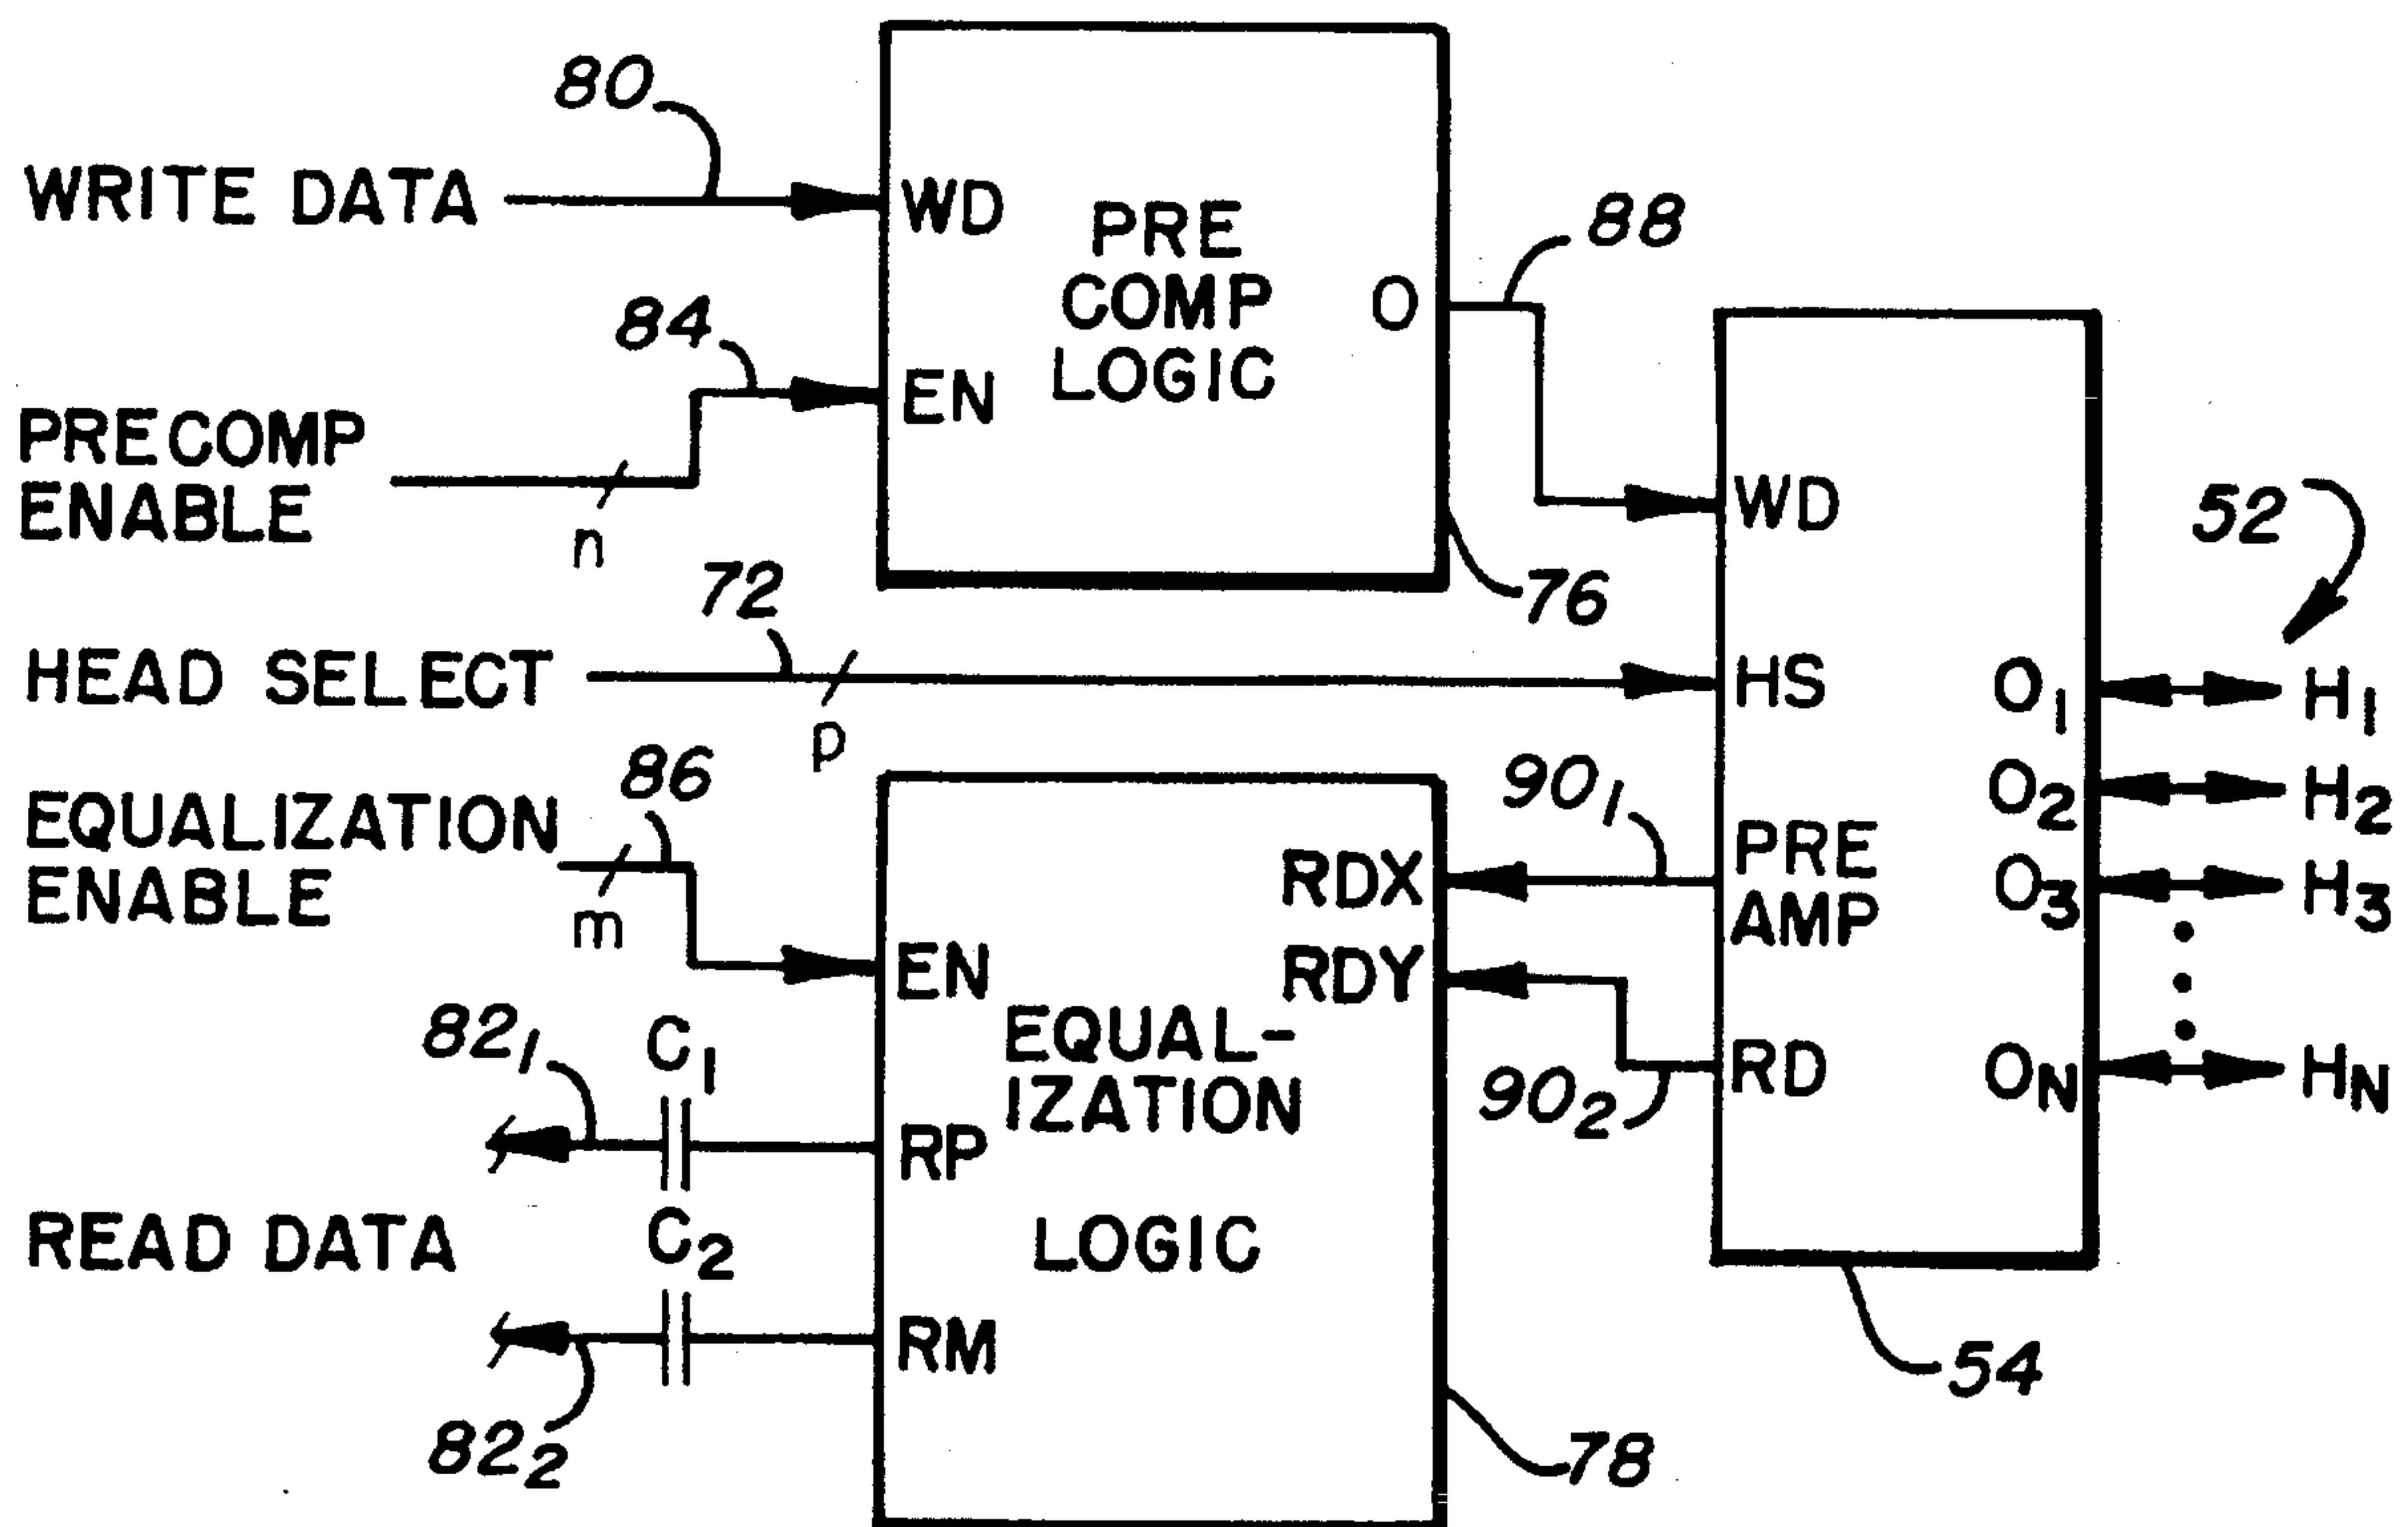 80
WRITE DATA
WD
PRE
COMP
LOGIC
O
88
84
EN
PRECOMP
ENABLE
n
WD
52
72
76
HEAD SELECT
p
HS
O1
H1
86
EQUALIZATION
ENABLE
m
901
O2
H2
RDX
PRE
AMP
O3
H3
EN
RDY
EQUAL-
IZATION
LOGIC
821
C1
902
RD
ON
HN
RP
READ DATA
C2
RM
822
54
78